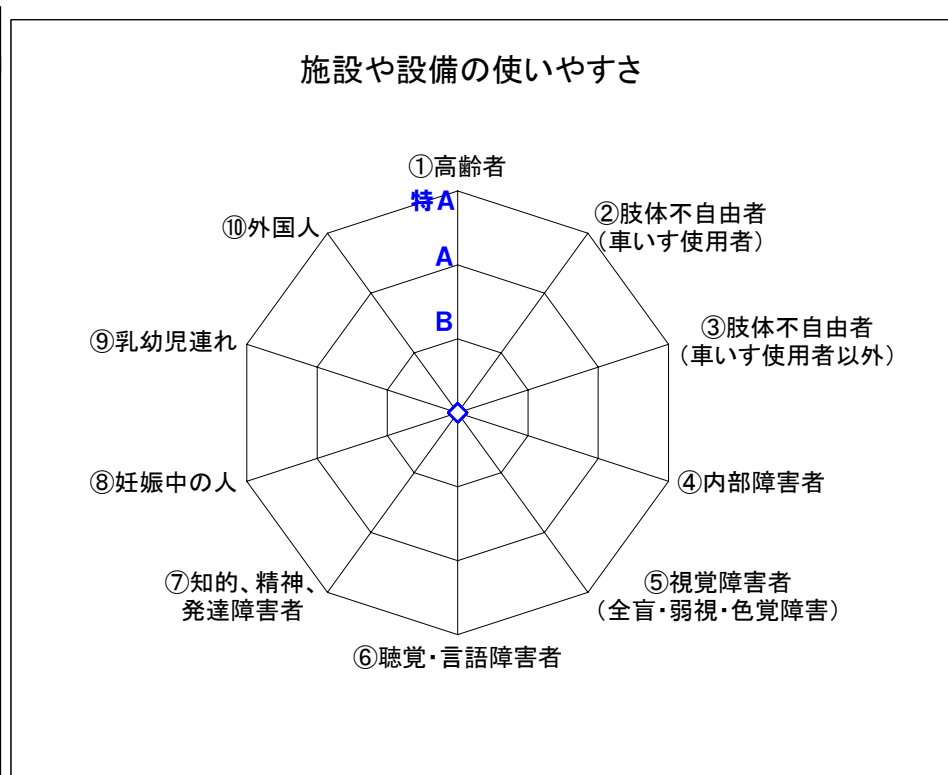 施設や設備の使いやすさ
①高齢者
特A
A
B
②肢体不自由者
（車いす使用者）
③肢体不自由者
（車いす使用者以外）
④内部障害者
⑤視覚障害者
（全盲・弱視・色覚障害）
⑥聴覚・言語障害者
⑦知的、精神、
発達障害者
⑧妊娠中の人
⑨乳幼児連れ
⑩外国人